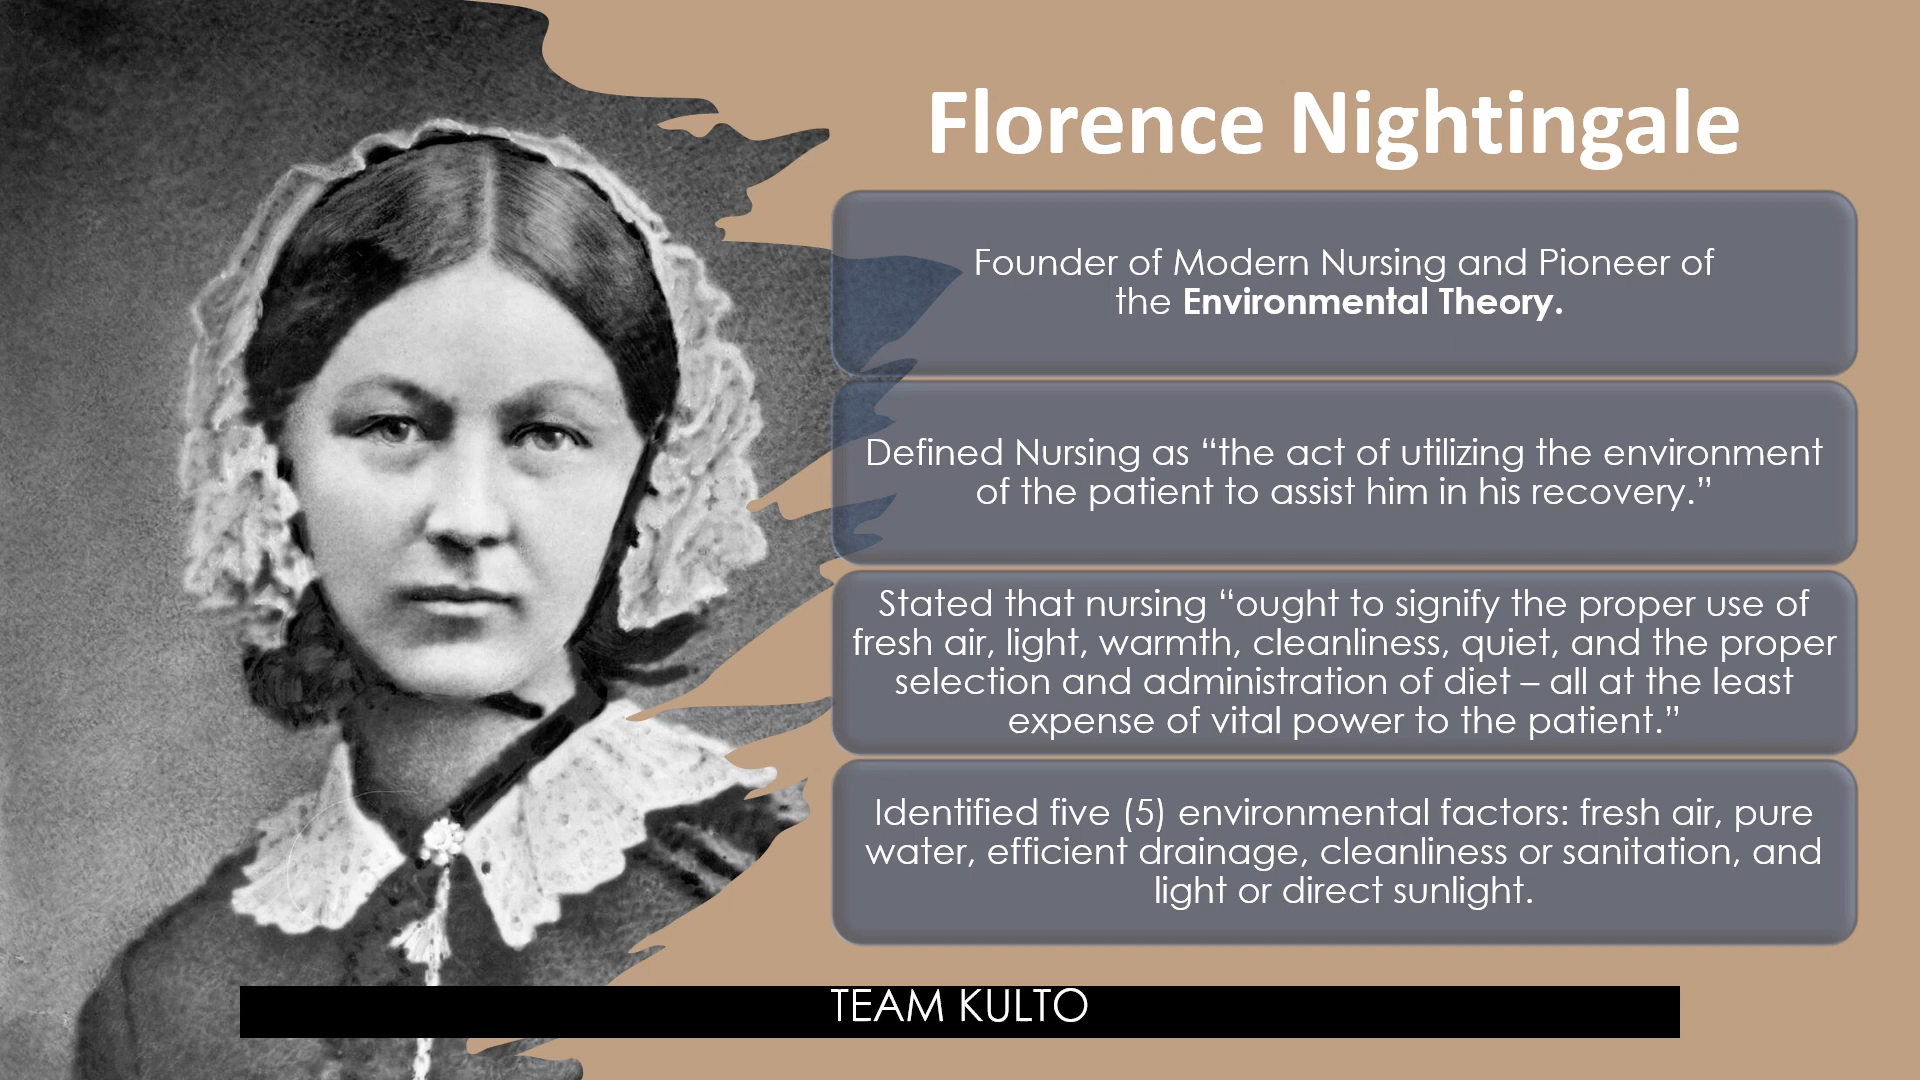 Florence Nightingale
Founder of Modern Nursing and Pioneer of
the Environmental Theory.
Defined Nursing as “the act of utilizing the environment
of the patient to assist him in his recovery.”
Stated that nursing “ought to signify the proper use of
fresh air, light, warmth, cleanliness, quiet, and the proper
selection and administration of diet – all at the least
expense of vital power to the patient.”
Identified five (5) environmental factors: fresh air, pure
water, efficient drainage, cleanliness or sanitation, and
light or direct sunlight.
TEAM KULTO